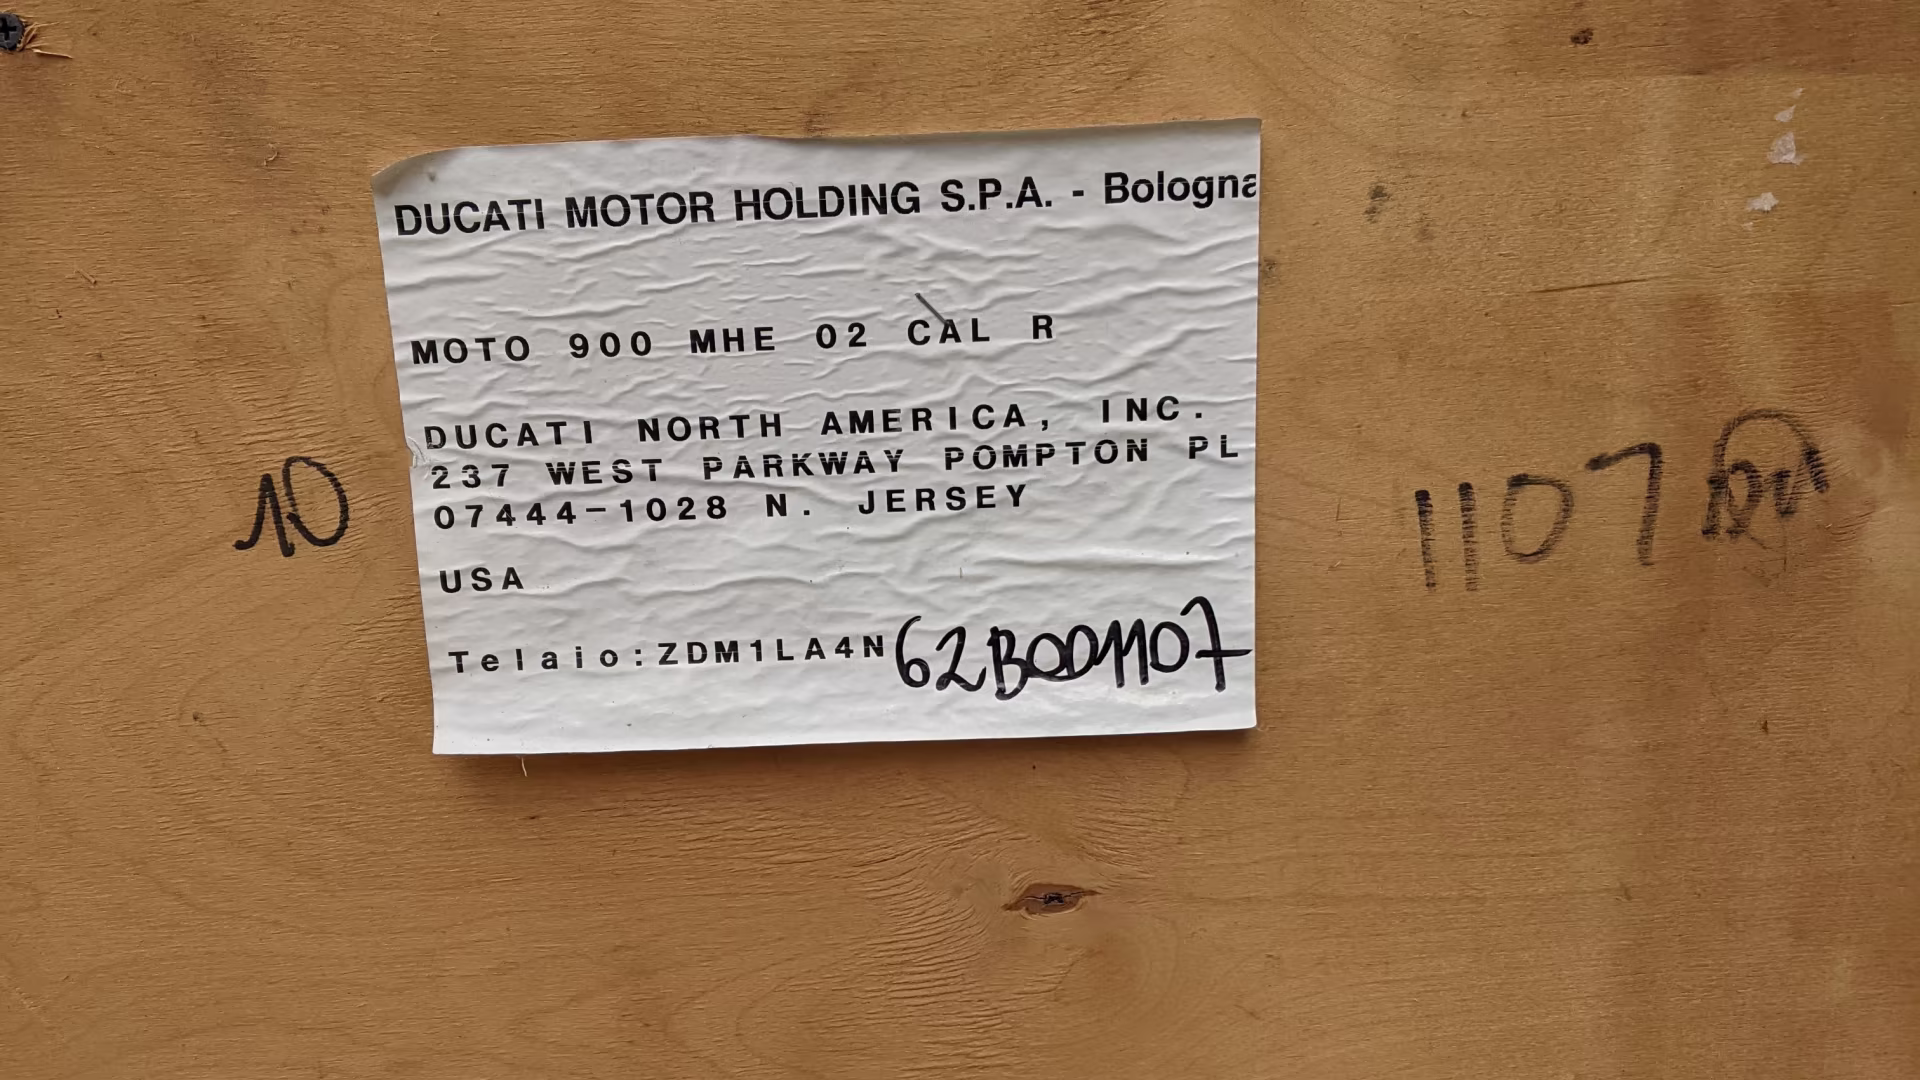 DUCATI MOTOR HOLDING S.P.A. - Bologna
MOTO 900 MHE 02 CAL R
DUCATI NORTH AMERICA, INC.
237 WEST PARKWAY POMPTON PL
07444-1028 N. JERSEY
USA
Telaio:ZDM1LA4N62B001107
10
1107